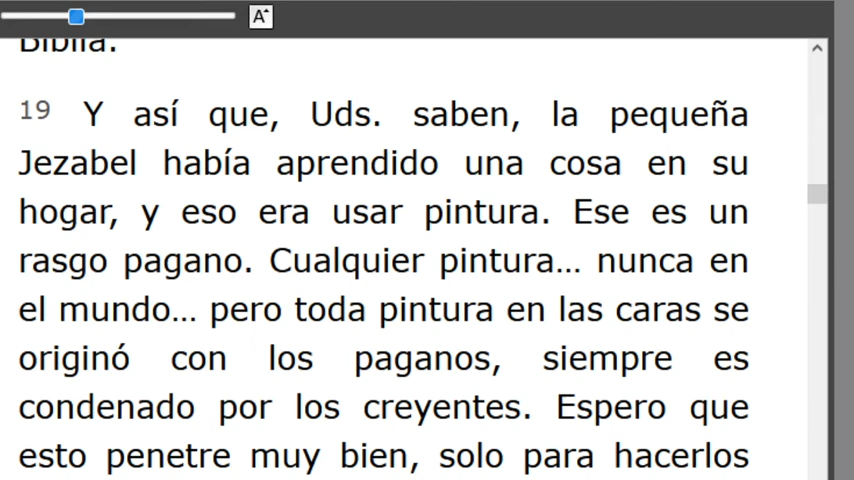 A
Biblia.
19 Y así que, Uds. saben, la pequeña
Jezabel había aprendido una cosa en su
hogar, y eso era usar pintura. Ese es un
rasgo pagano. Cualquier pintura… nunca en
el mundo… pero toda pintura en las caras se
originó con los paganos, siempre es
condenado por los creyentes. Espero que
esto penetre muy bien, solo para hacerlos